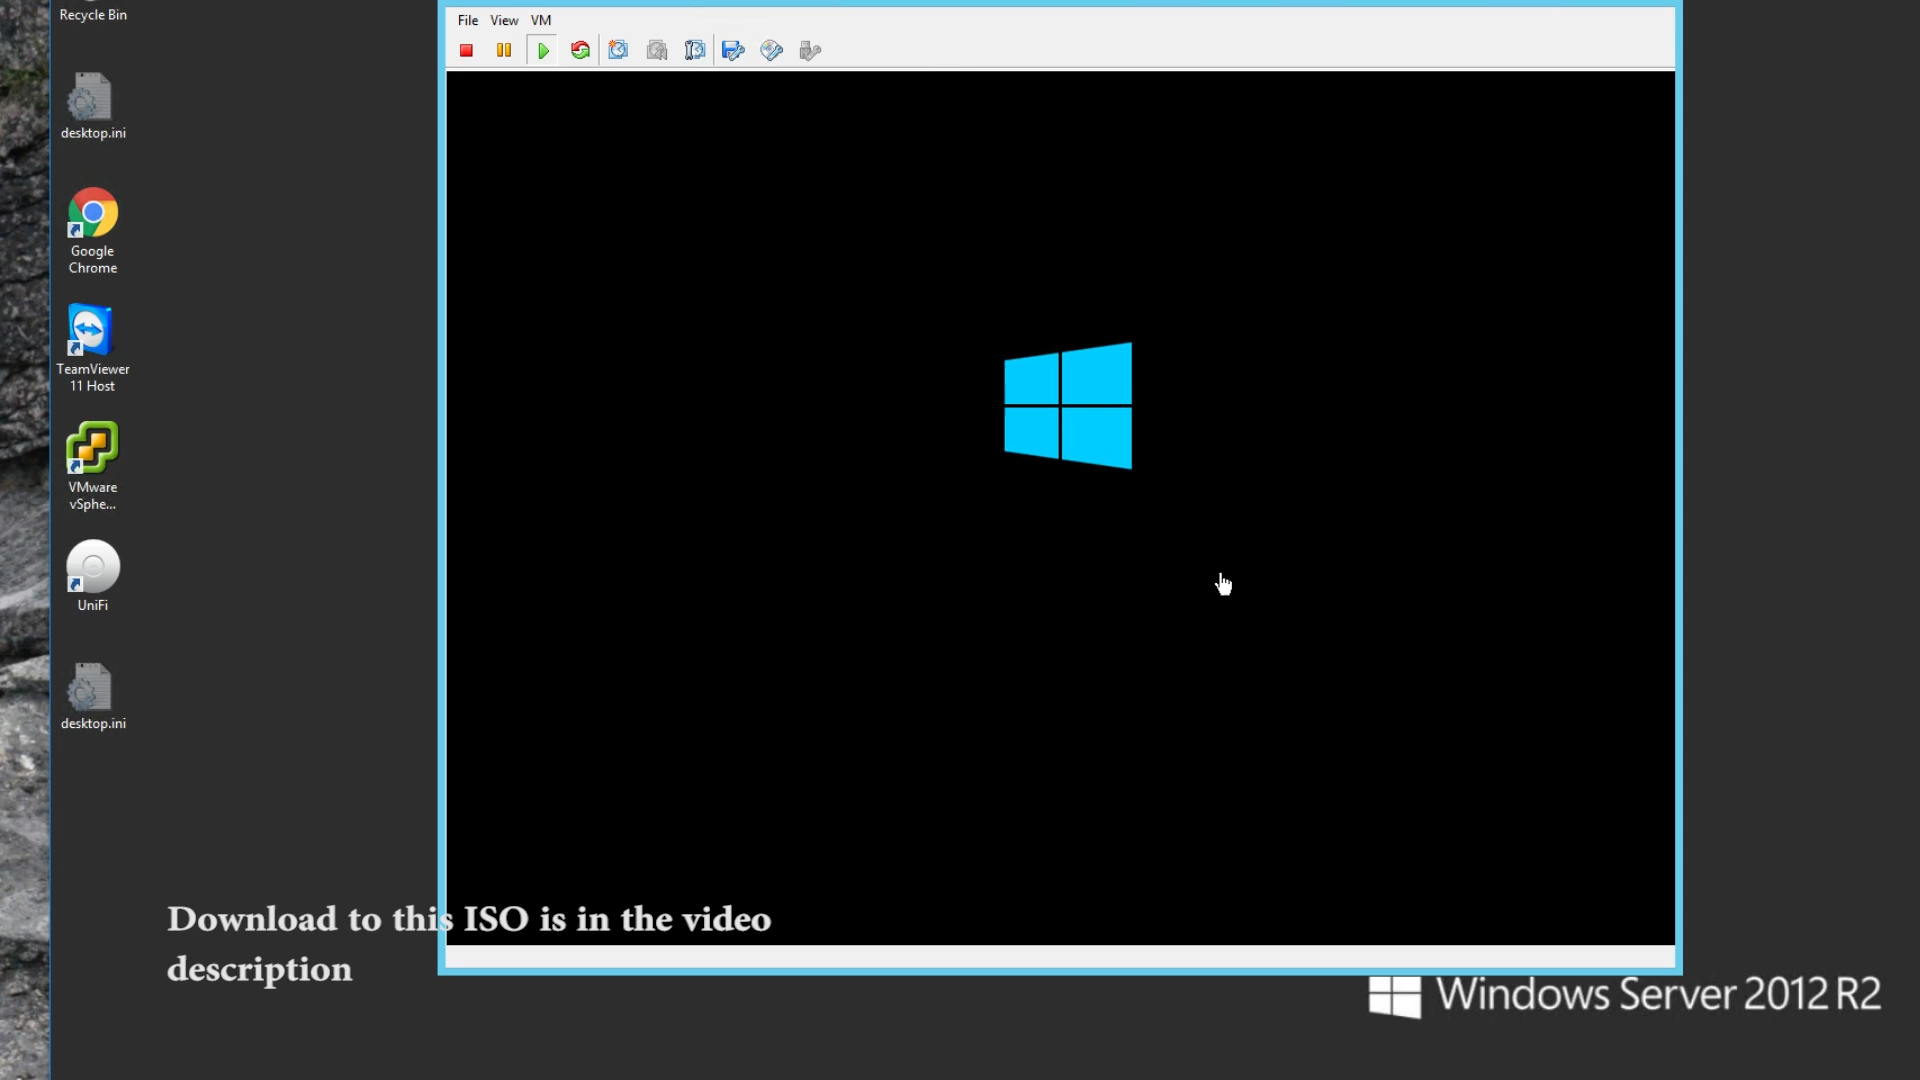 Recycle Bin
desktop.ini
Google
Chrome
TeamViewer
11 Host
VMware
vSphe...
UniFi
desktop.ini
File View VM
Download to this ISO is in the video
description
Windows Server 2012 R2